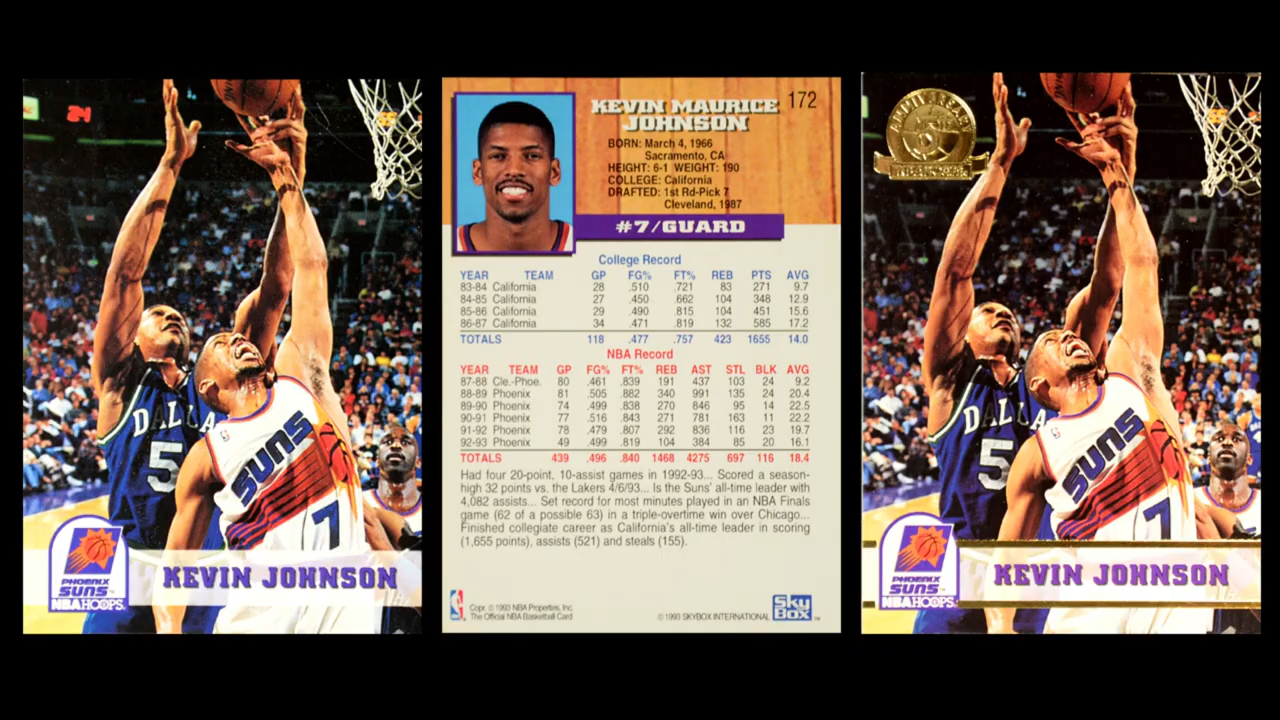 24
DALLA
5
SUNS
7
PHOENIX
SUNS
NBA HOOPS
KEVIN JOHNSON
172
KEVIN MAURICE
JOHNSON
BORN: March 4, 1966
Sacramento, CA
HEIGHT: 6-1 WEIGHT: 190
COLLEGE: California
DRAFTED: 1st Rd-Pick 7
Cleveland, 1987
#7/GUARD
College Record
YEAR TEAM GP FG% FT% REB PTS AVG
83-84 California 28 .510 .721 83 271 9.7
84-85 California 27 .450 .662 104 348 12.9
85-86 California 29 .490 .815 104 451 15.6
86-87 California 34 .471 .819 132 585 17.2
TOTALS 118 .477 .757 423 1655 14.0
NBA Record
YEAR TEAM GP FG% FT% REB AST STL BLK AVG
87-88 Cle.-Phoe. 80 .461 .839 191 437 103 24 9.2
88-89 Phoenix 81 .505 .882 340 991 135 24 20.4
89-90 Phoenix 74 .499 .838 270 846 95 14 22.5
90-91 Phoenix 77 .516 .843 271 781 163 11 22.2
91-92 Phoenix 78 .479 .807 292 836 116 23 19.7
92-93 Phoenix 49 .499 .819 104 384 85 20 16.1
TOTALS 439 .496 .840 1468 4275 697 116 18.4
Had four 20-point, 10-assist games in 1992-93... Scored a season-
high 32 points vs. the Lakers 4/6/93... Is the Suns' all-time leader with
4,082 assists... Set record for most minutes played in an NBA Finals
game (62 of a possible 63) in a triple-overtime win over Chicago...
Finished collegiate career as California's all-time leader in scoring
(1,655 points), assists (521) and steals (155).
Copr. © 1993 NBA Properties, Inc.
The Official NBA Basketball Card
© 1993 SKYBOX INTERNATIONAL
SkyBox™
DALLA
5
SUNS
7
PHOENIX
SUNS
NBA HOOPS
KEVIN JOHNSON